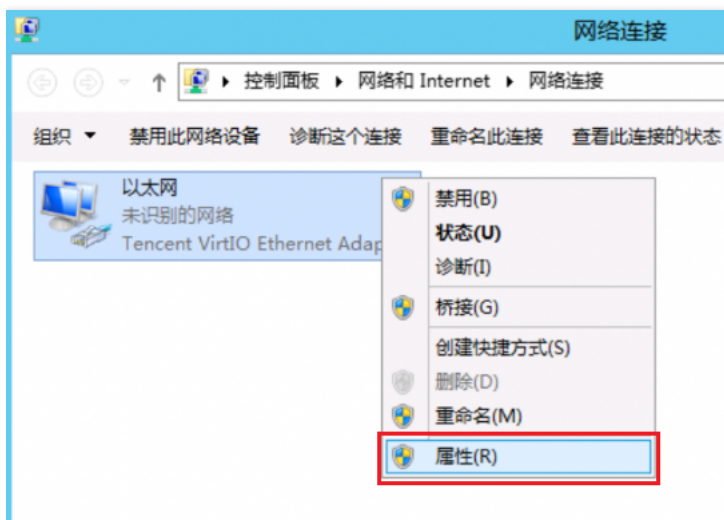 网络连接
控制面板 网络和 Internet 网络连接
组织 禁用此网络设备 诊断这个连接 重命名此连接 查看此连接的状态
以太网
未识别的网络
Tencent VirtIO Ethernet Adap
禁用(B)
状态(U)
诊断(I)
桥接(G)
创建快捷方式(S)
删除(D)
重命名(M)
属性(R)